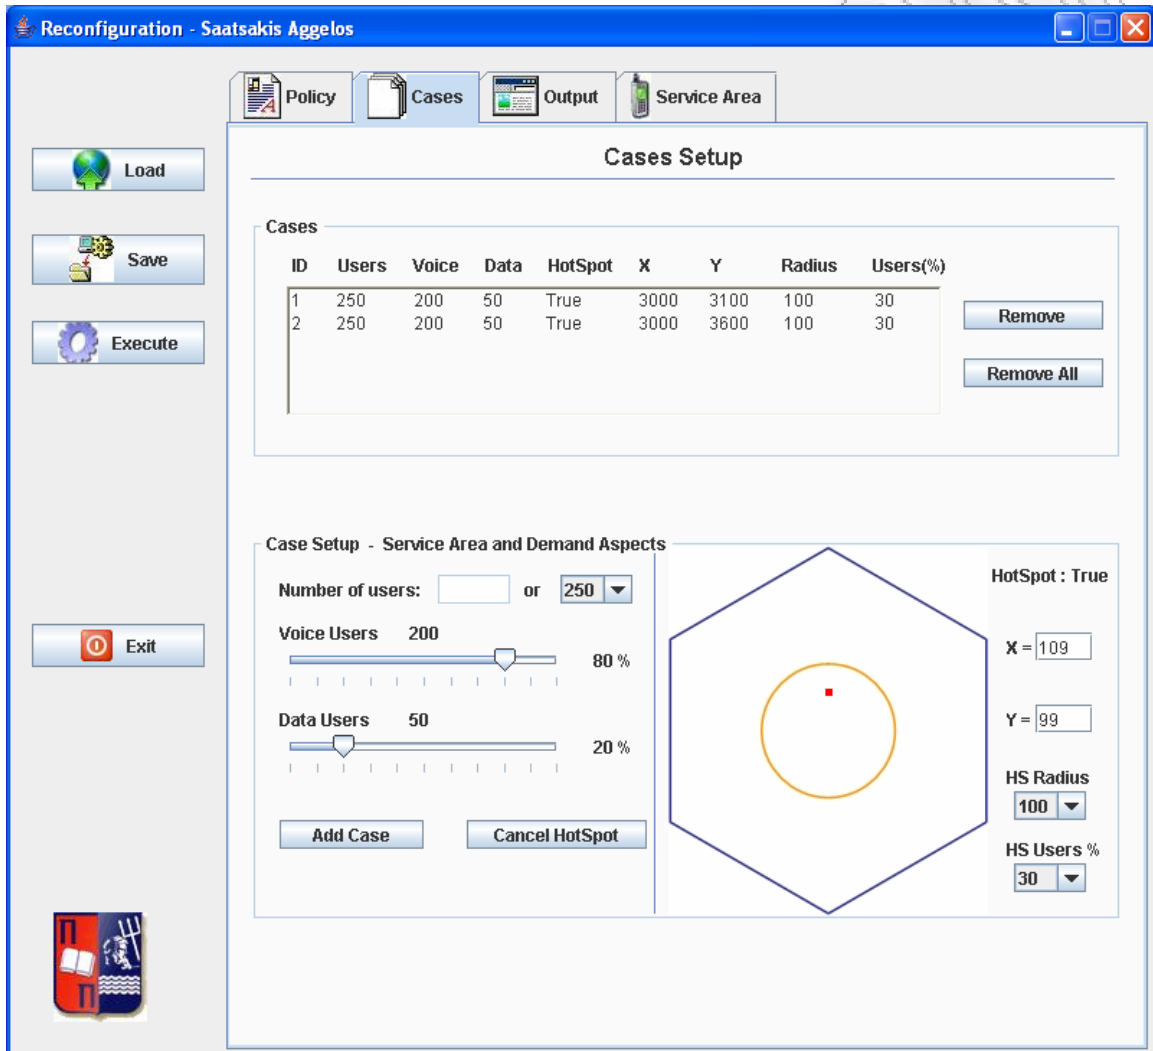 Reconfiguration - Saatsakis Aggelos
Policy Cases Output Service Area
Load
Save
Execute
Exit
Cases Setup
Cases
ID Users Voice Data HotSpot X Y Radius Users(%)
1 250 200 50 True 3000 3100 100 30
2 250 200 50 True 3000 3600 100 30
Remove
Remove All
Case Setup - Service Area and Demand Aspects
Number of users: or 250
Voice Users 200
80 %
Data Users 50
20 %
Add Case Cancel HotSpot
HotSpot : True
X = 109
Y = 99
HS Radius
100
HS Users %
30
Π
Π